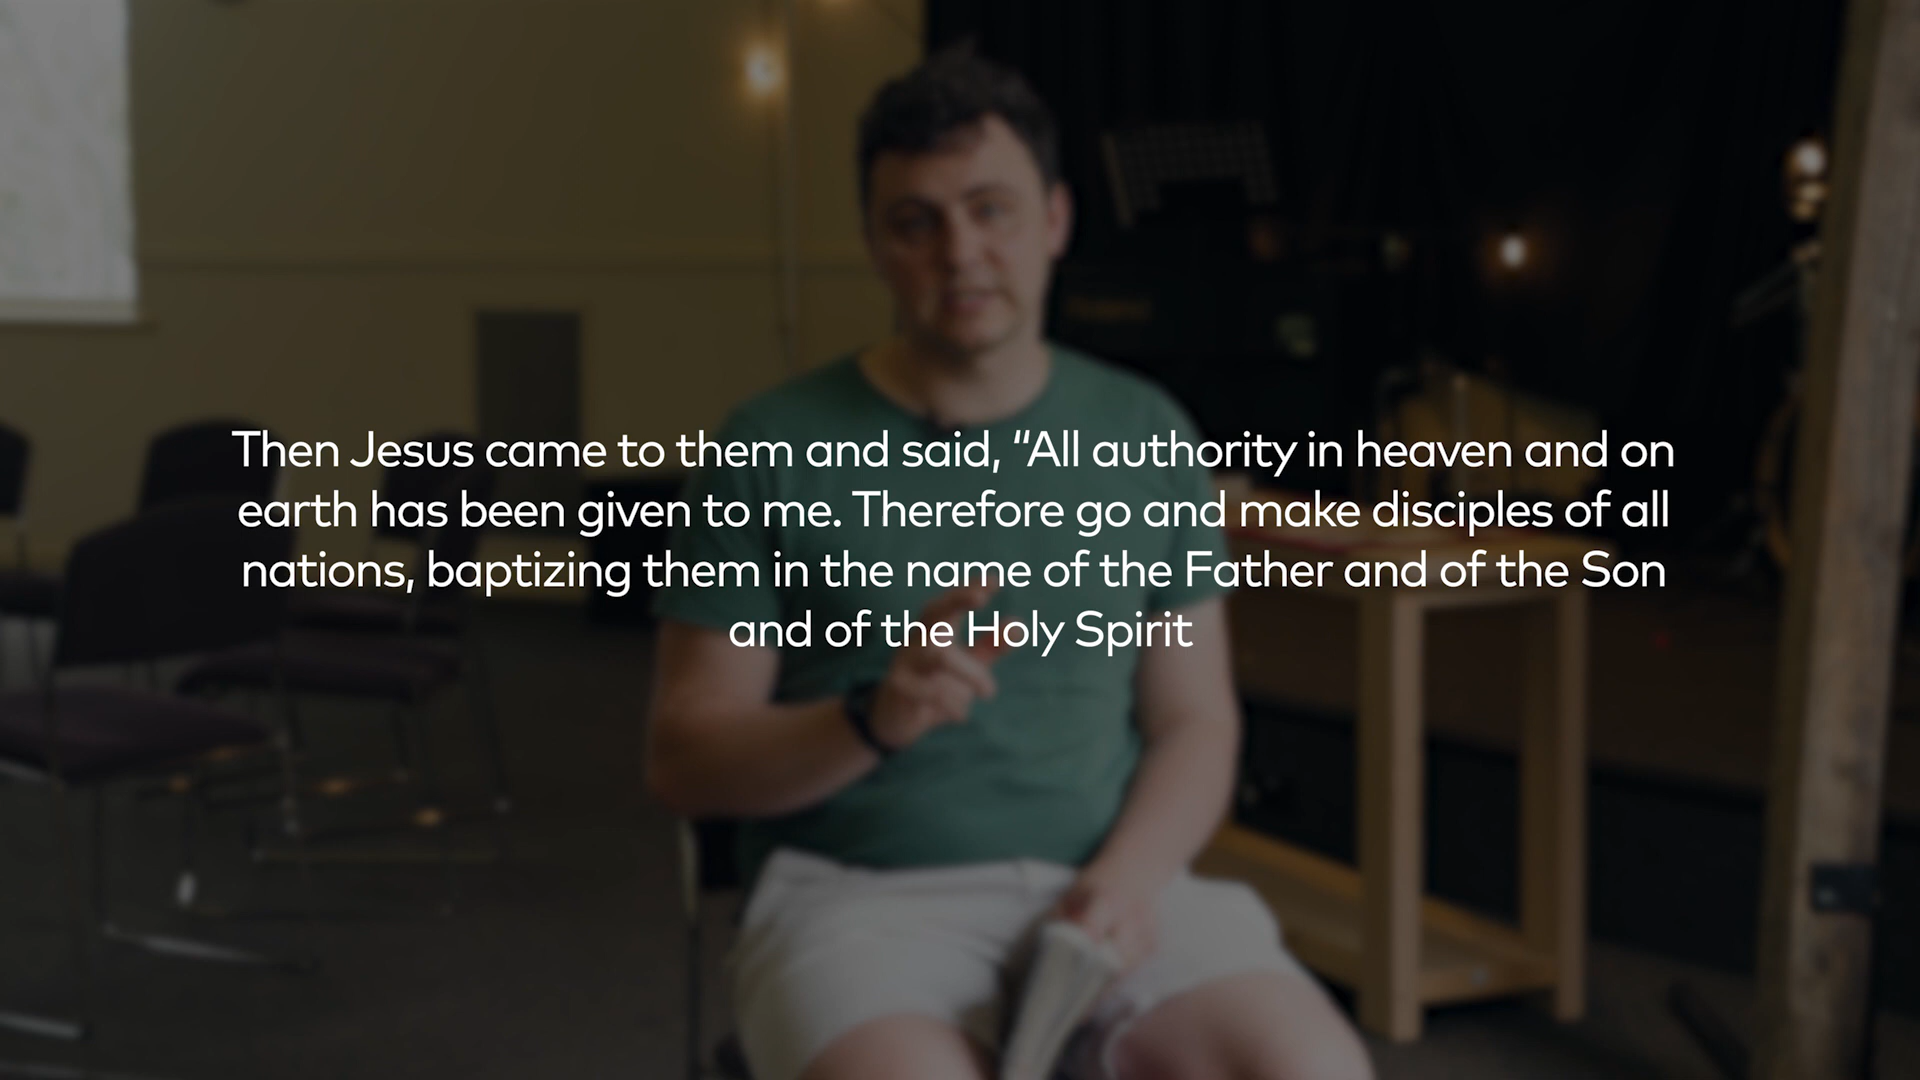 Then Jesus came to them and said, “All authority in heaven and on
earth has been given to me. Therefore go and make disciples of all
nations, baptizing them in the name of the Father and of the Son
and of the Holy Spirit